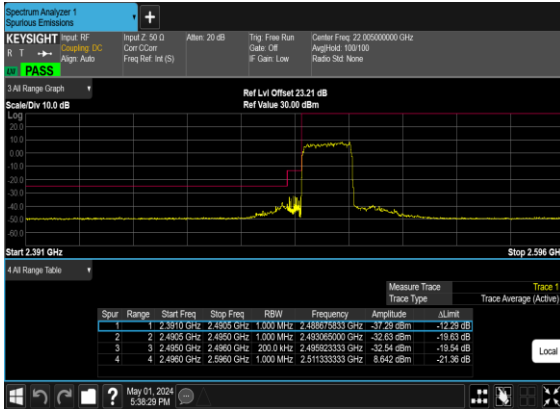 Spectrum Analyzer 1
Spurious Emissions
+
KEYSIGHT
R T
LXI
PASS
Input: RF
Coupling: DC
Align: Auto
Input Z: 50 Ω
Corr CCorr
Freq Ref: Int (S)
Atten: 20 dB
Trig: Free Run
Gate: Off
IF Gain: Low
Center Freq: 22.005000000 GHz
Avg|Hold: 100/100
Radio Std: None
3 All Range Graph
Scale/Div 10.0 dB
Ref Lvl Offset 23.21 dB
Ref Value 30.00 dBm
Log
20.0
10.0
0.00
-10.0
-20.0
-30.0
-40.0
-50.0
-60.0
Start 2.391 GHz
Stop 2.596 GH
4 All Range Table
Measure Trace Trace 1
Trace Type Trace Average (Active)
Spur Range Start Freq Stop Freq RBW Frequency Amplitude ΔLimit
1 1 2.3910 GHz 2.4905 GHz 1.000 MHz 2.488675833 GHz -37.29 dBm -12.29 dB
2 2 2.4905 GHz 2.4950 GHz 1.000 MHz 2.493065000 GHz -32.63 dBm -19.63 dB
3 3 2.4950 GHz 2.4960 GHz 200.0 kHz 2.495923333 GHz -32.54 dBm -19.54 dB
4 4 2.4960 GHz 2.5960 GHz 1.000 MHz 2.511333333 GHz 8.642 dBm -21.36 dB
Local
?
May 01, 2024
5:38:29 PM